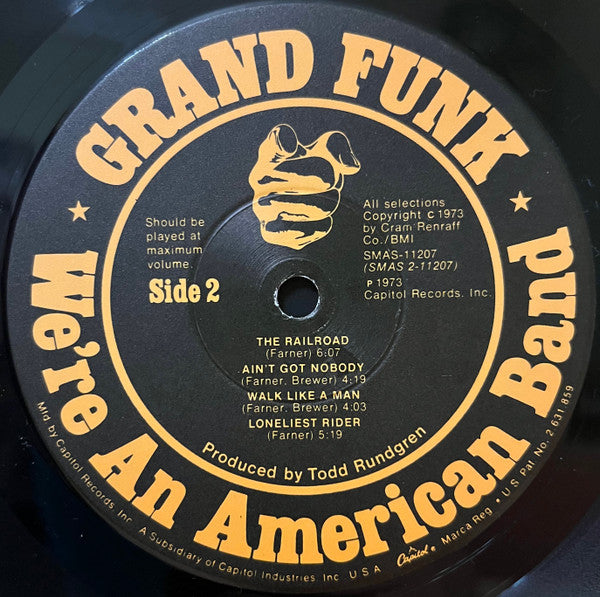 GRAND FUNK
We're An American Band
Should be
played at
maximum
volume.
Side 2
All selections
Copyright c 1973
by Cram Renraff
Co./BMI
SMAS-11207
(SMAS 2-11207)
P 1973
Capitol Records, Inc.
THE RAILROAD
(Farner) 6:07
AIN'T GOT NOBODY
(Farner. Brewer) 4:19
WALK LIKE A MAN
(Farner. Brewer) 4:03
LONELIEST RIDER
(Farner) 5:19
Produced by Todd Rundgren
Mfd by Capitol Records, Inc. A Subsidiary of Capitol Industries, Inc. U S A Capitol ® Marca Reg • U S Pat No. 2 631 859